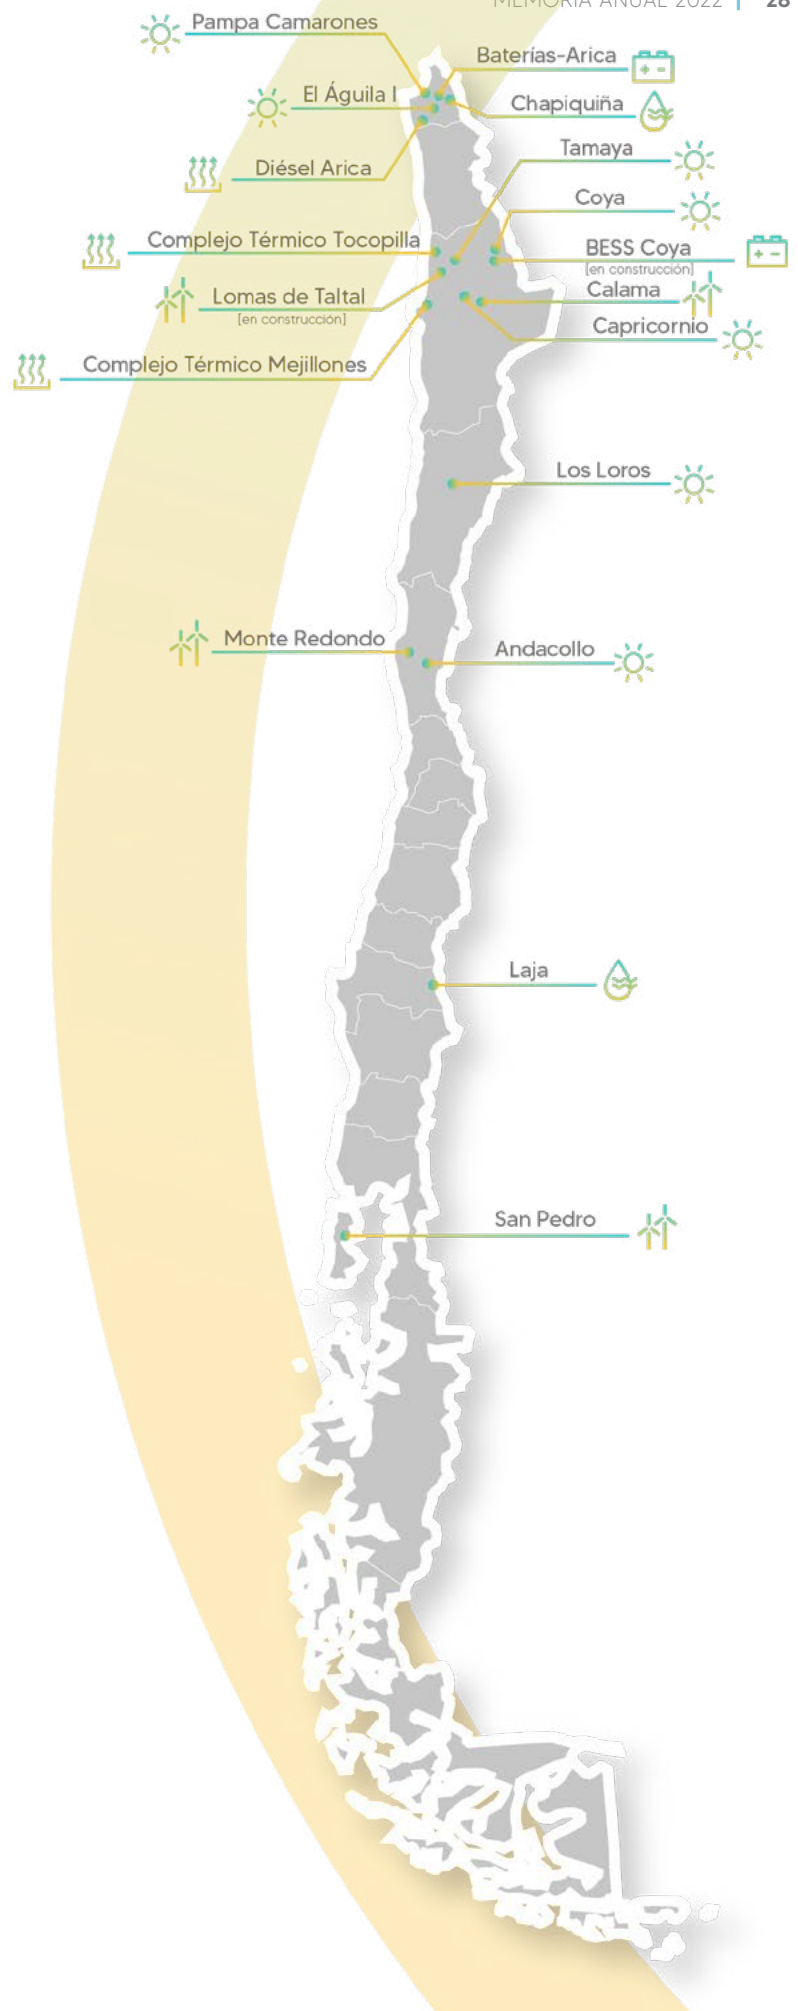 MEMORIA ANUAL 2022 | 28
Pampa Camarones
Baterías-Arica
El Águila I
Chapiquiña
Tamaya
Diésel Arica
Coya
Complejo Térmico Tocopilla
BESS Coya
[en construcción]
Lomas de Taltal
[en construcción]
Calama
Capricornio
Complejo Térmico Mejillones
Los Loros
Monte Redondo
Andacollo
Laja
San Pedro